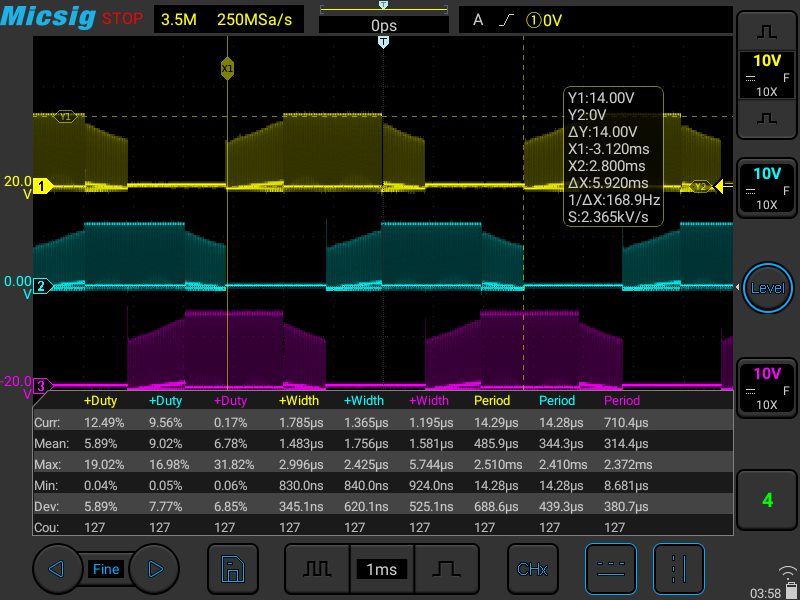 Micsig STOP 3.5M 250MSa/s 0ps A ①0V
T
X1
T
10V
F
10X
Y1
20.0 V 1
Y2
Y1:14.00V
Y2:0V
ΔY:14.00V
X1:-3.120ms
X2:2.800ms
ΔX:5.920ms
1/ΔX:168.9Hz
S:2.365kV/s
10V
F
10X
0.00 V 2
Level
-20.0 V 3
10V
F
10X
+Duty +Duty +Duty +Width +Width +Width Period Period Period
Curr: 12.49% 9.56% 0.17% 1.785µs 1.365µs 1.195µs 14.29µs 14.28µs 710.4µs
Mean: 5.89% 9.02% 6.78% 1.483µs 1.756µs 1.581µs 485.9µs 344.3µs 314.4µs
Max: 19.02% 16.98% 31.82% 2.996µs 2.425µs 5.744µs 2.510ms 2.410ms 2.372ms
Min: 0.04% 0.05% 0.06% 830.0ns 840.0ns 924.0ns 14.28µs 14.28µs 8.681µs
Dev: 5.89% 7.77% 6.85% 345.1ns 620.1ns 525.1ns 688.6µs 439.3µs 380.7µs
Cou: 127 127 127 127 127 127 127 127 127
4
Fine 1ms CHx
03:58